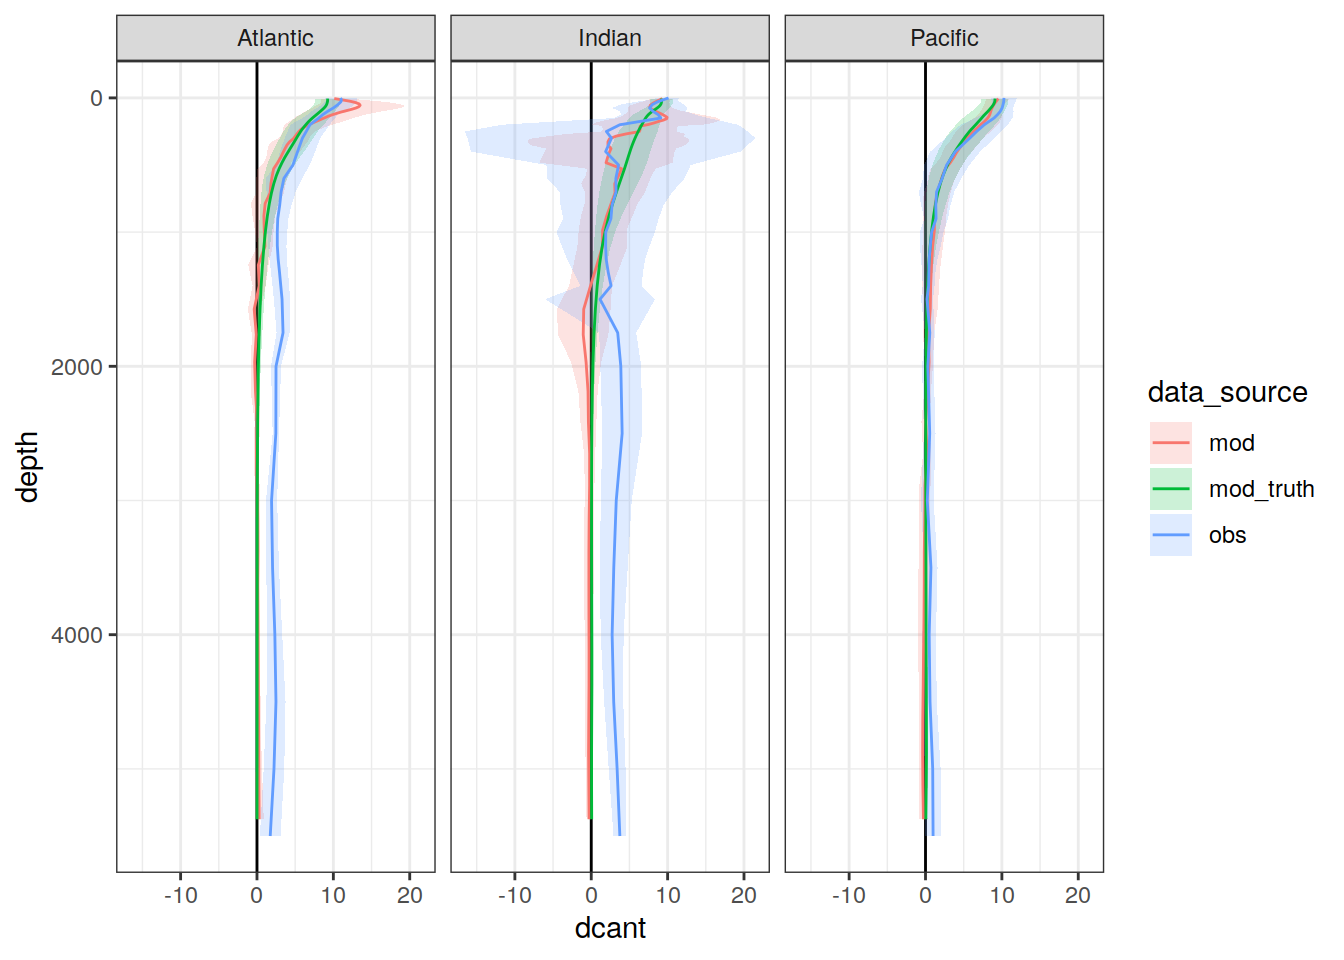 Atlantic Indian Pacific
0
2000
4000
depth
-10 0 10 20 -10 0 10 20 -10 0 10 20
dcant
data_source
mod
mod_truth
obs